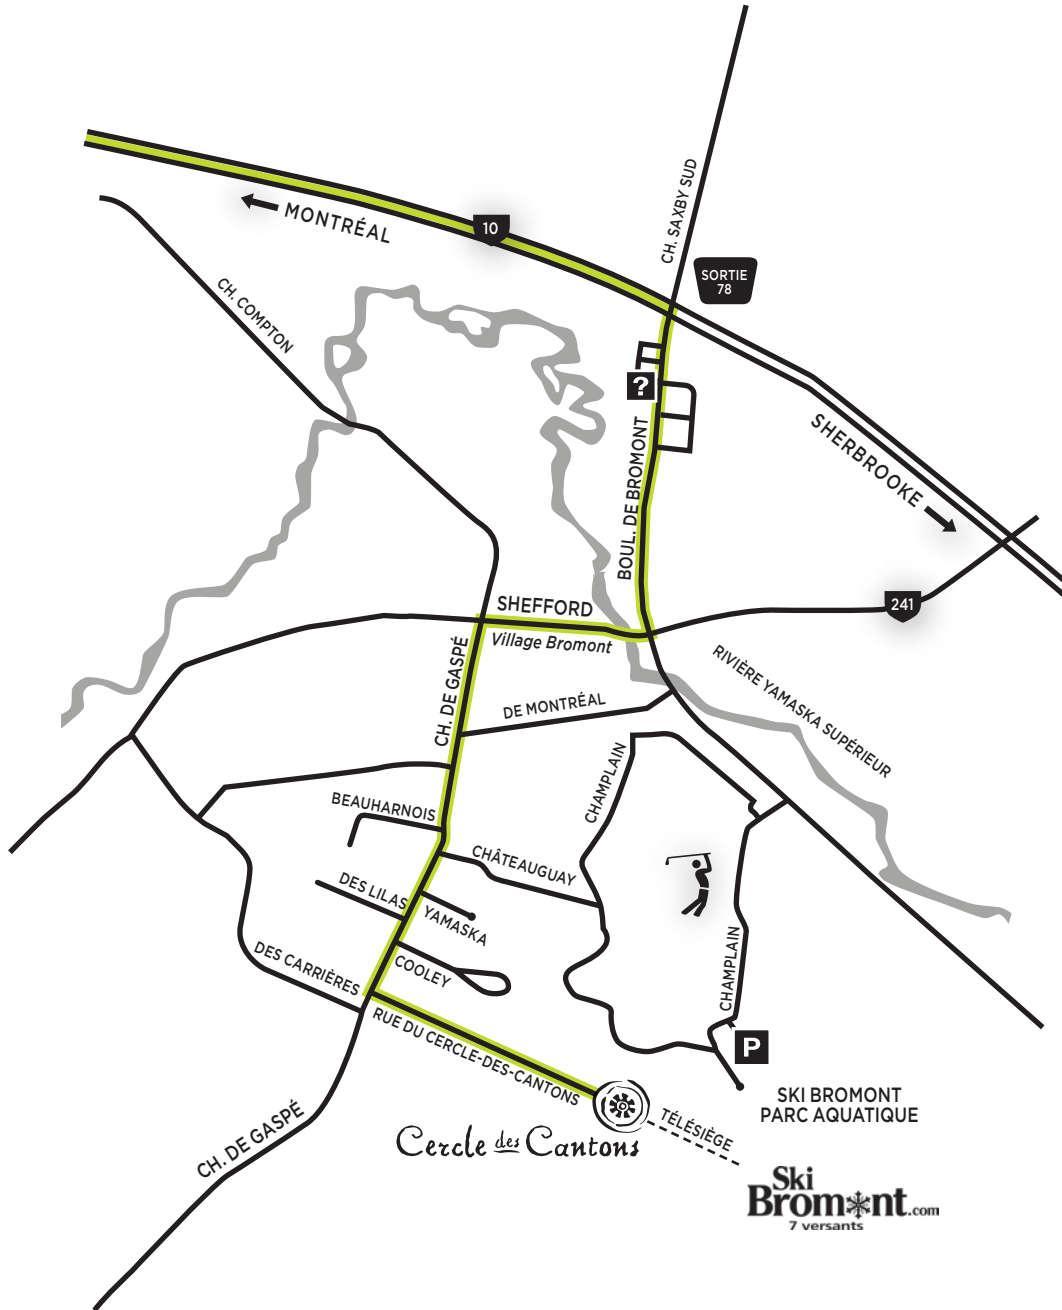 CH. SAXBY SUD
10
MONTRÉAL
SORTIE
78
CH. COMPTON
?
SHERBROOKE
BOUL. DE BROMONT
241
SHEFFORD
Village Bromont
CH. DE GASPÉ
RIVIÈRE YAMASKA SUPÉRIEUR
DE MONTRÉAL
CHAMPLAIN
BEAUHARNOIS
CHÂTEAUGUAY
DES LILAS
YAMASKA
CHAMPLAIN
DES CARRIÈRES
COOLEY
RUE DU CERCLE-DES-CANTONS
P
SKI BROMONT
PARC AQUATIQUE
TÉLÉSIÈGE
Cercle des Cantons
CH. DE GASPÉ
Ski
Bromont.com
7 versants